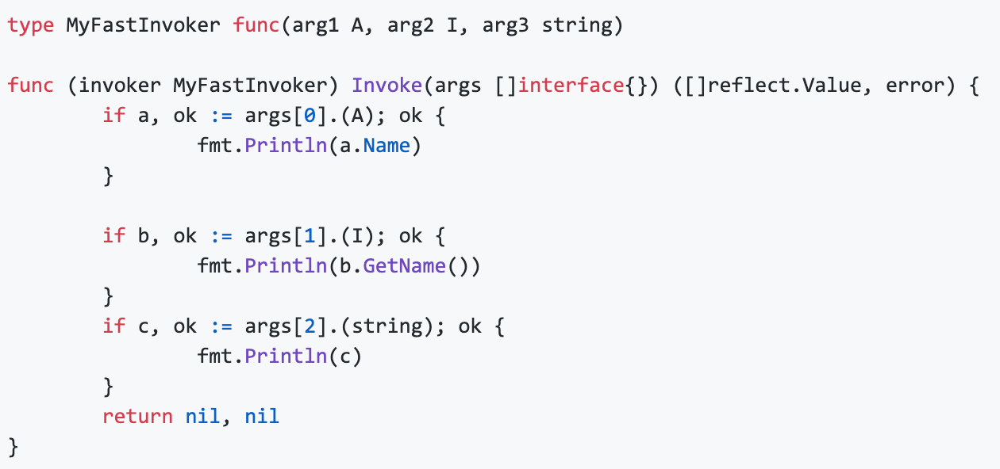 type MyFastInvoker func(arg1 A, arg2 I, arg3 string)

func (invoker MyFastInvoker) Invoke(args []interface{}) ([]reflect.Value, error) {
        if a, ok := args[0].(A); ok {
                fmt.Println(a.Name)
        }

        if b, ok := args[1].(I); ok {
                fmt.Println(b.GetName())
        }
        if c, ok := args[2].(string); ok {
                fmt.Println(c)
        }
        return nil, nil
}